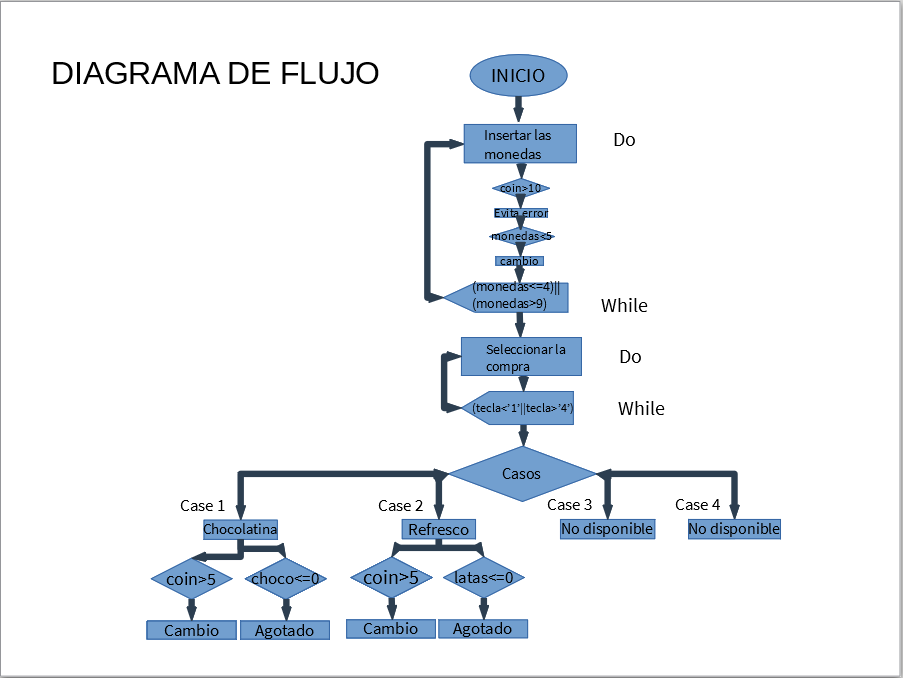 DIAGRAMA DE FLUJO
INICIO
Insertar las
monedas
Do
coin>10
Evita error
monedas<5
cambio
(monedas<=4)||
(monedas>9)
While
Seleccionar la
compra
Do
(tecla<'1'||tecla>'4')
While
Casos
Case 1
Case 2
Case 3
Case 4
Chocolatina
Refresco
No disponible
No disponible
coin>5
choco<=0
coin>5
latas<=0
Cambio
Agotado
Cambio
Agotado